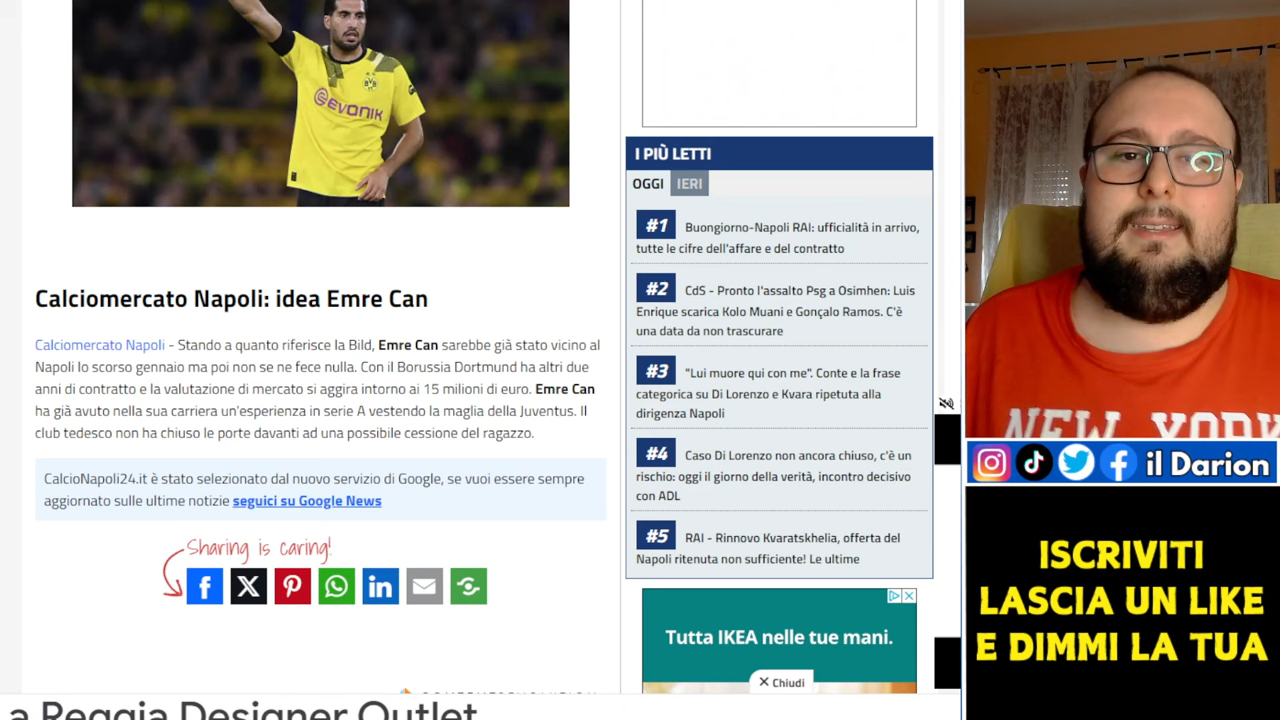 GEVONIK
BVB
09
Calciomercato Napoli: idea Emre Can
Calciomercato Napoli - Stando a quanto riferisce la Bild, Emre Can sarebbe già stato vicino al
Napoli lo scorso gennaio ma poi non se ne fece nulla. Con il Borussia Dortmund ha altri due
anni di contratto e la valutazione di mercato si aggira intorno ai 15 milioni di euro. Emre Can
ha già avuto nella sua carriera un'esperienza in serie A vestendo la maglia della Juventus. Il
club tedesco non ha chiuso le porte davanti ad una possibile cessione del ragazzo.
CalcioNapoli24.it è stato selezionato dal nuovo servizio di Google, se vuoi essere sempre
aggiornato sulle ultime notizie seguici su Google News
Sharing is caring!
I PIÙ LETTI
OGGI IERI
#1 Buongiorno-Napoli RAI: ufficialità in arrivo,
tutte le cifre dell'affare e del contratto
#2 CdS - Pronto l'assalto Psg a Osimhen: Luis
Enrique scarica Kolo Muani e Gonçalo Ramos. C'è
una data da non trascurare
#3 "Lui muore qui con me". Conte e la frase
categorica su Di Lorenzo e Kvara ripetuta alla
dirigenza Napoli
#4 Caso Di Lorenzo non ancora chiuso, c'è un
rischio: oggi il giorno della verità, incontro decisivo
con ADL
#5 RAI - Rinnovo Kvaratskhelia, offerta del
Napoli ritenuta non sufficiente! Le ultime
Tutta IKEA nelle tue mani.
Chiudi
a Reggia Designer Outlet
NEW YORK
il Darion
ISCRIVITI
LASCIA UN LIKE
E DIMMI LA TUA